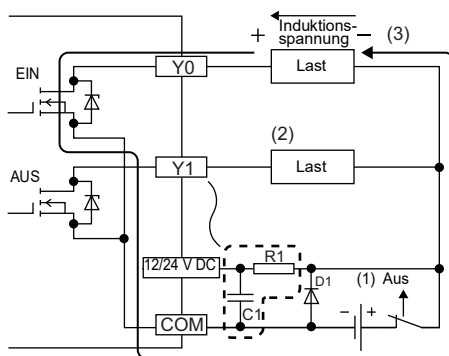 Induktions-
+ spannung − (3)
EIN Y0 Last
(2)
AUS Y1 Last
12/24 V DC R1
D1 (1) Aus
C1 − +
COM